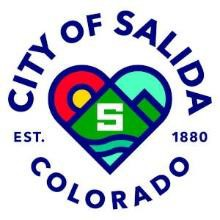 CITY OF SALIDA
EST. 1880
S
COLORADO